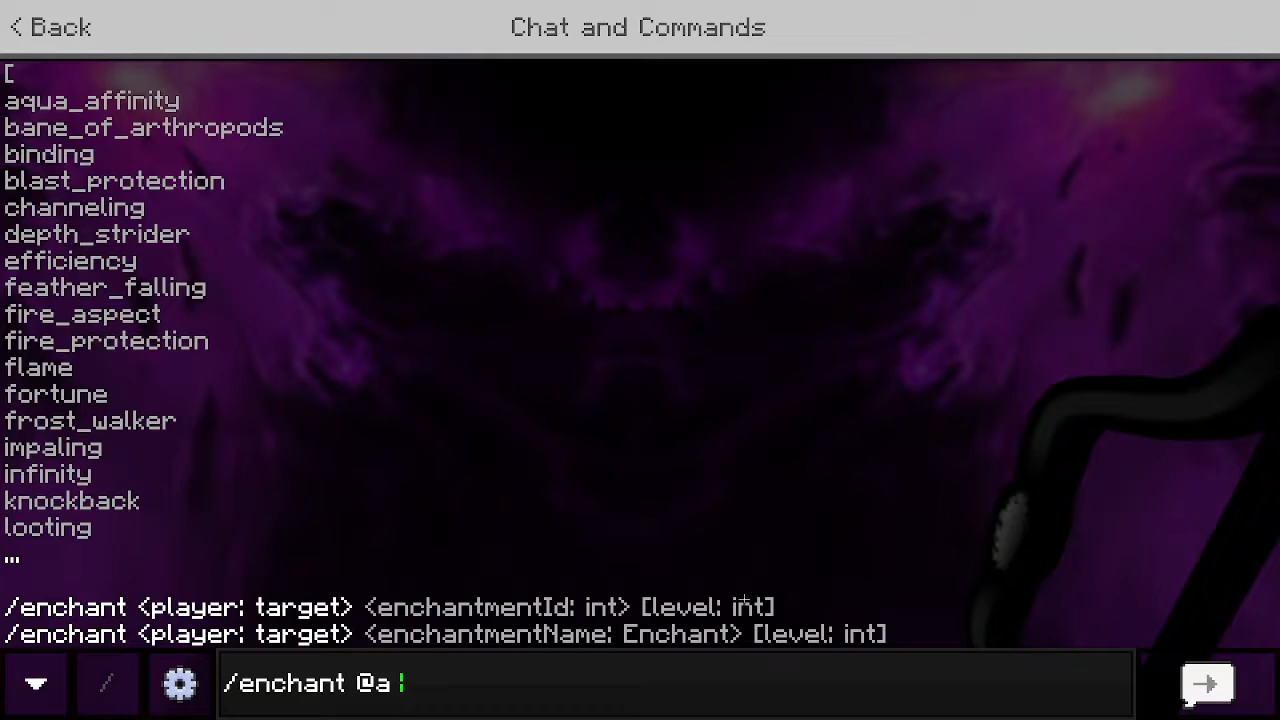 < Back
Chat and Commands
[
aqua_affinity
bane_of_arthropods
binding
blast_protection
channeling
depth_strider
efficiency
feather_falling
fire_aspect
fire_protection
flame
fortune
frost_walker
impaling
infinity
knockback
looting
...
/enchant <player: target> <enchantmentId: int> [level: int]
/enchant <player: target> <enchantmentName: Enchant> [level: int]
/
/enchant @a